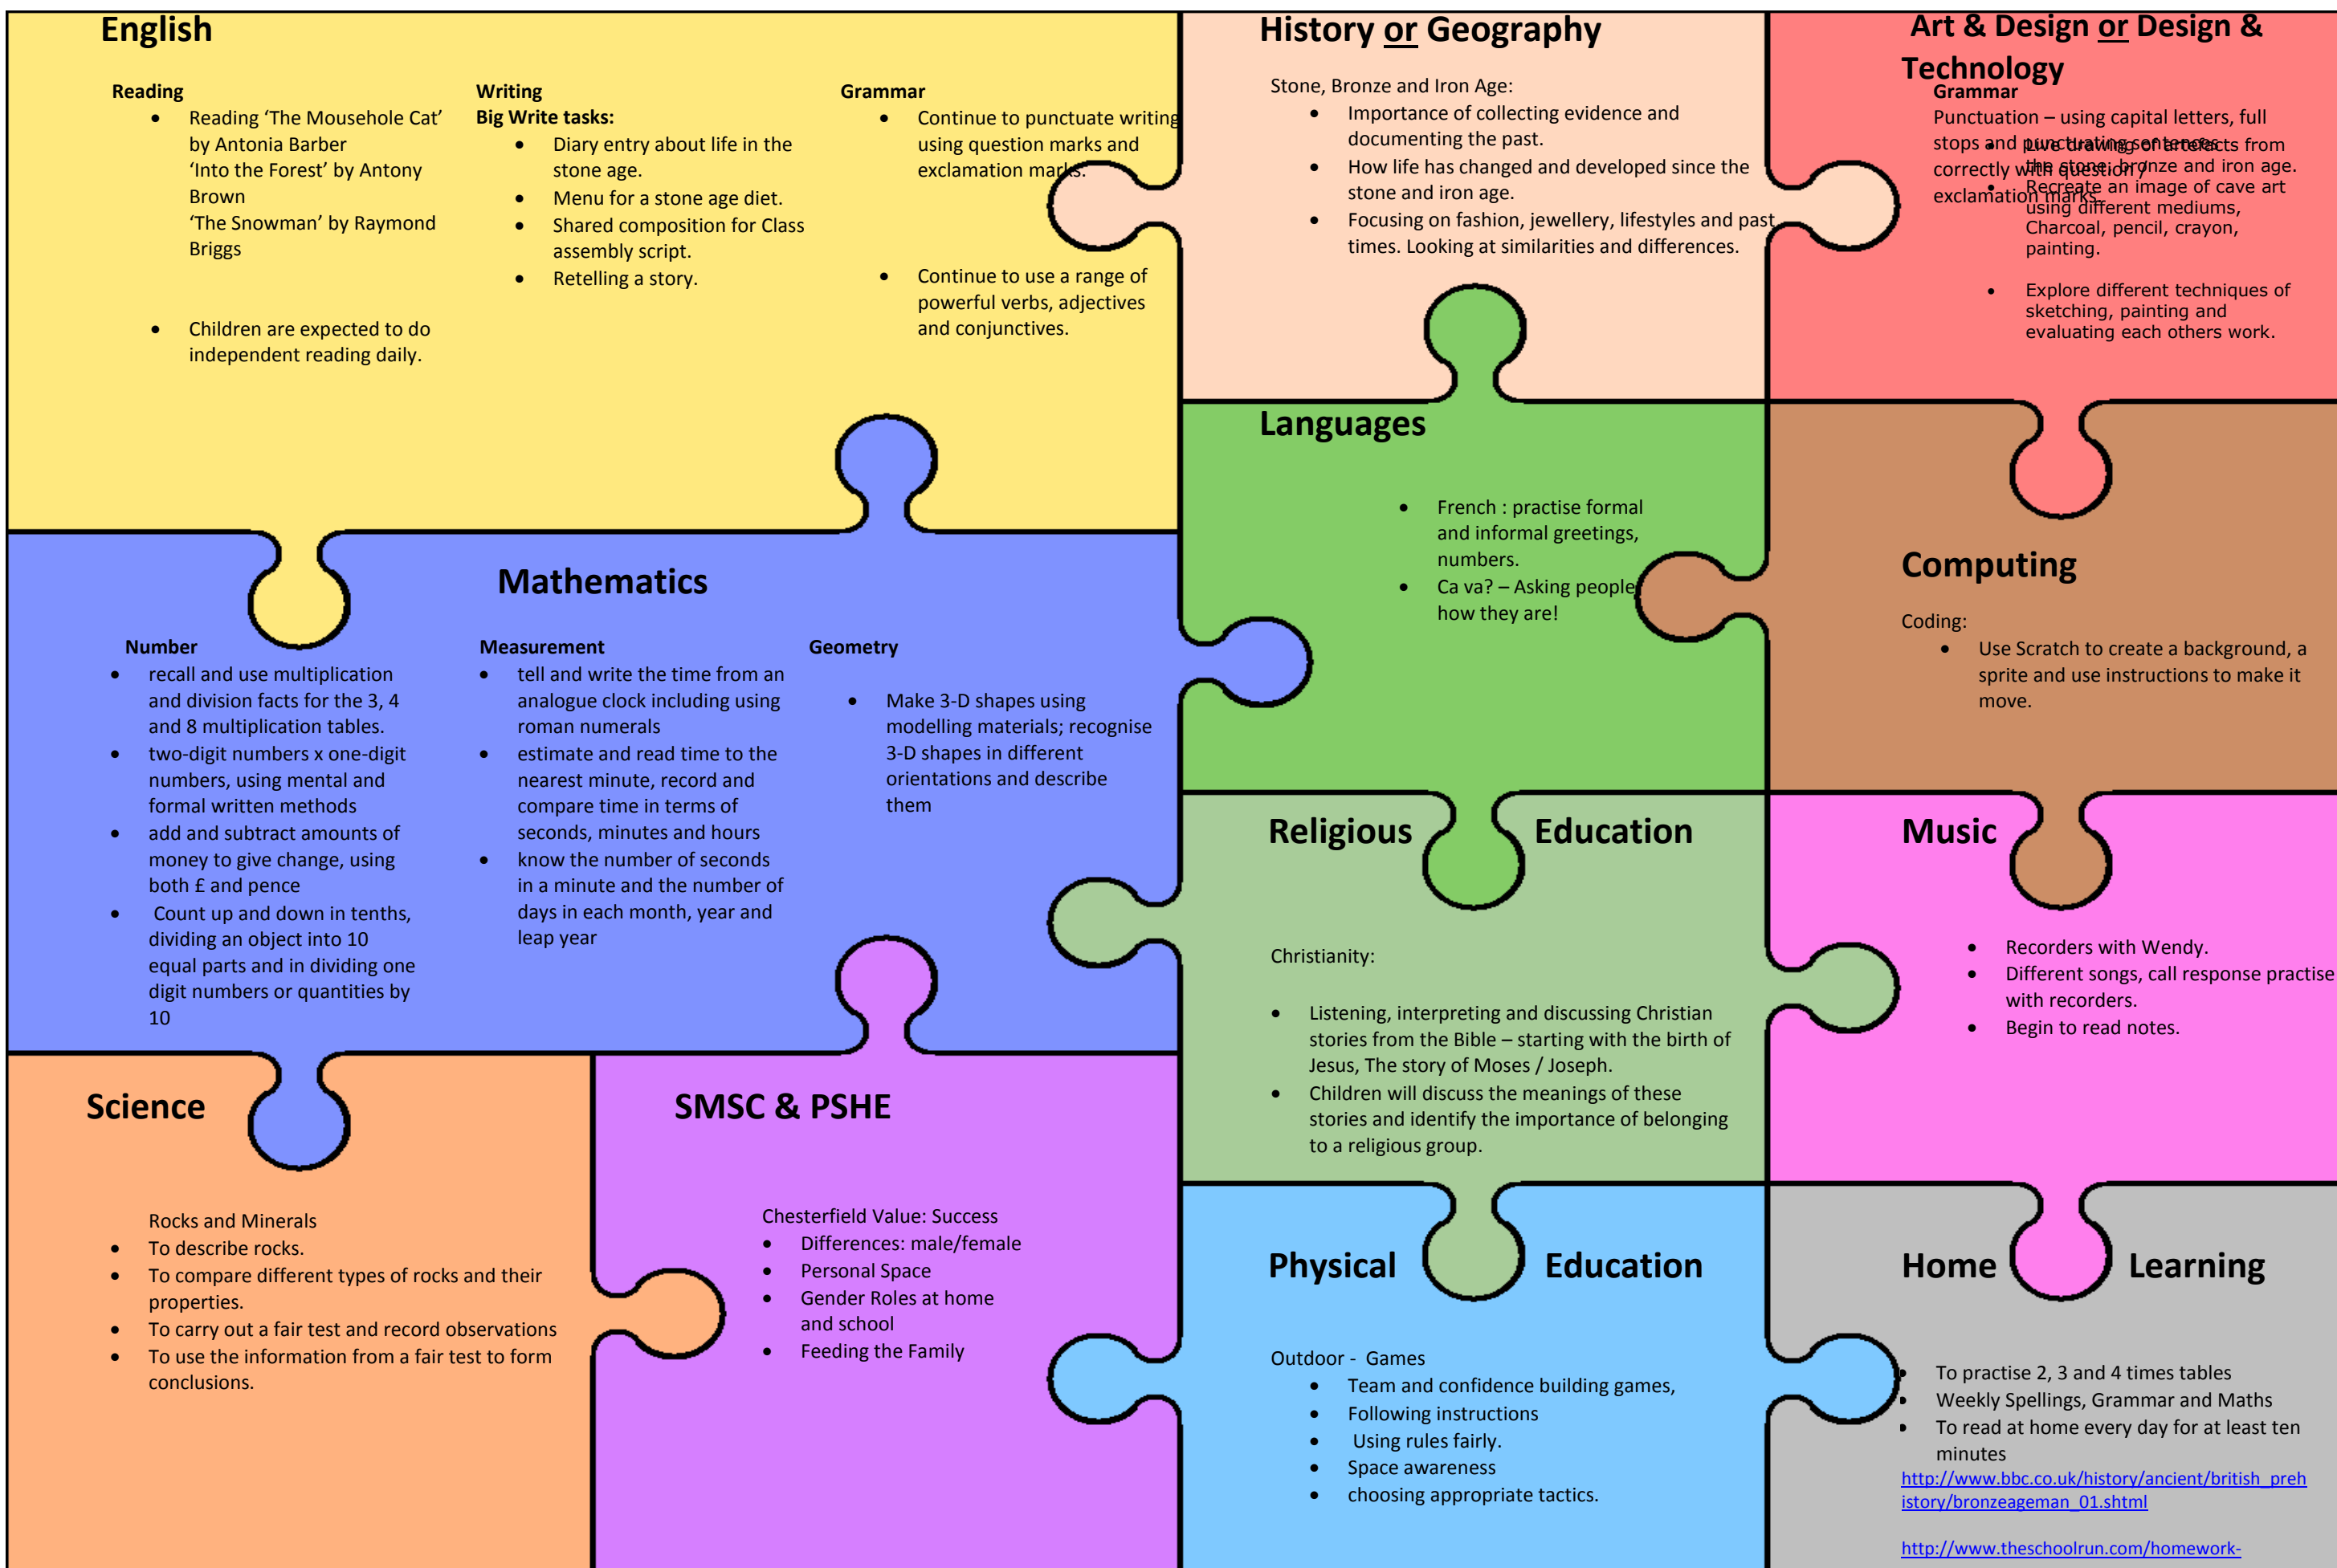 English
Reading
• Reading ‘The Mousehole Cat’
by Antonia Barber
‘Into the Forest’ by Antony
Brown
‘The Snowman’ by Raymond
Briggs
• Children are expected to do
independent reading daily.
Writing
Big Write tasks:
• Diary entry about life in the
stone age.
• Menu for a stone age diet.
• Shared composition for Class
assembly script.
• Retelling a story.
Grammar
• Continue to punctuate writing
using question marks and
exclamation marks.
• Continue to use a range of
powerful verbs, adjectives
and conjunctives.
History or Geography
Stone, Bronze and Iron Age:
• Importance of collecting evidence and
documenting the past.
• How life has changed and developed since the
stone and iron age.
• Focusing on fashion, jewellery, lifestyles and past
times. Looking at similarities and differences.
Art & Design or Design &
Technology
Grammar
Punctuation – using capital letters, full
stops and punctuating sentences
correctly with question /
exclamation marks.
• Live drawing of artefacts from
the stone, bronze and iron age.
• Recreate an image of cave art
using different mediums,
Charcoal, pencil, crayon,
painting.
• Explore different techniques of
sketching, painting and
evaluating each others work.
Languages
• French : practise formal
and informal greetings,
numbers.
• Ca va? – Asking people
how they are!
Computing
Coding:
• Use Scratch to create a background, a
sprite and use instructions to make it
move.
Mathematics
Number
• recall and use multiplication
and division facts for the 3, 4
and 8 multiplication tables.
• two-digit numbers x one-digit
numbers, using mental and
formal written methods
• add and subtract amounts of
money to give change, using
both £ and pence
• Count up and down in tenths,
dividing an object into 10
equal parts and in dividing one
digit numbers or quantities by
10
Measurement
• tell and write the time from an
analogue clock including using
roman numerals
• estimate and read time to the
nearest minute, record and
compare time in terms of
seconds, minutes and hours
• know the number of seconds
in a minute and the number of
days in each month, year and
leap year
Geometry
• Make 3-D shapes using
modelling materials; recognise
3-D shapes in different
orientations and describe
them
Religious Education
Christianity:
• Listening, interpreting and discussing Christian
stories from the Bible – starting with the birth of
Jesus, The story of Moses / Joseph.
• Children will discuss the meanings of these
stories and identify the importance of belonging
to a religious group.
Music
• Recorders with Wendy.
• Different songs, call response practise
with recorders.
• Begin to read notes.
Science
Rocks and Minerals
• To describe rocks.
• To compare different types of rocks and their
properties.
• To carry out a fair test and record observations
• To use the information from a fair test to form
conclusions.
SMSC & PSHE
Chesterfield Value: Success
• Differences: male/female
• Personal Space
• Gender Roles at home
and school
• Feeding the Family
Physical Education
Outdoor - Games
• Team and confidence building games,
• Following instructions
• Using rules fairly.
• Space awareness
• choosing appropriate tactics.
Home Learning
• To practise 2, 3 and 4 times tables
• Weekly Spellings, Grammar and Maths
• To read at home every day for at least ten
minutes
http://www.bbc.co.uk/history/ancient/british_preh
istory/bronzeageman_01.shtml
http://www.theschoolrun.com/homework-